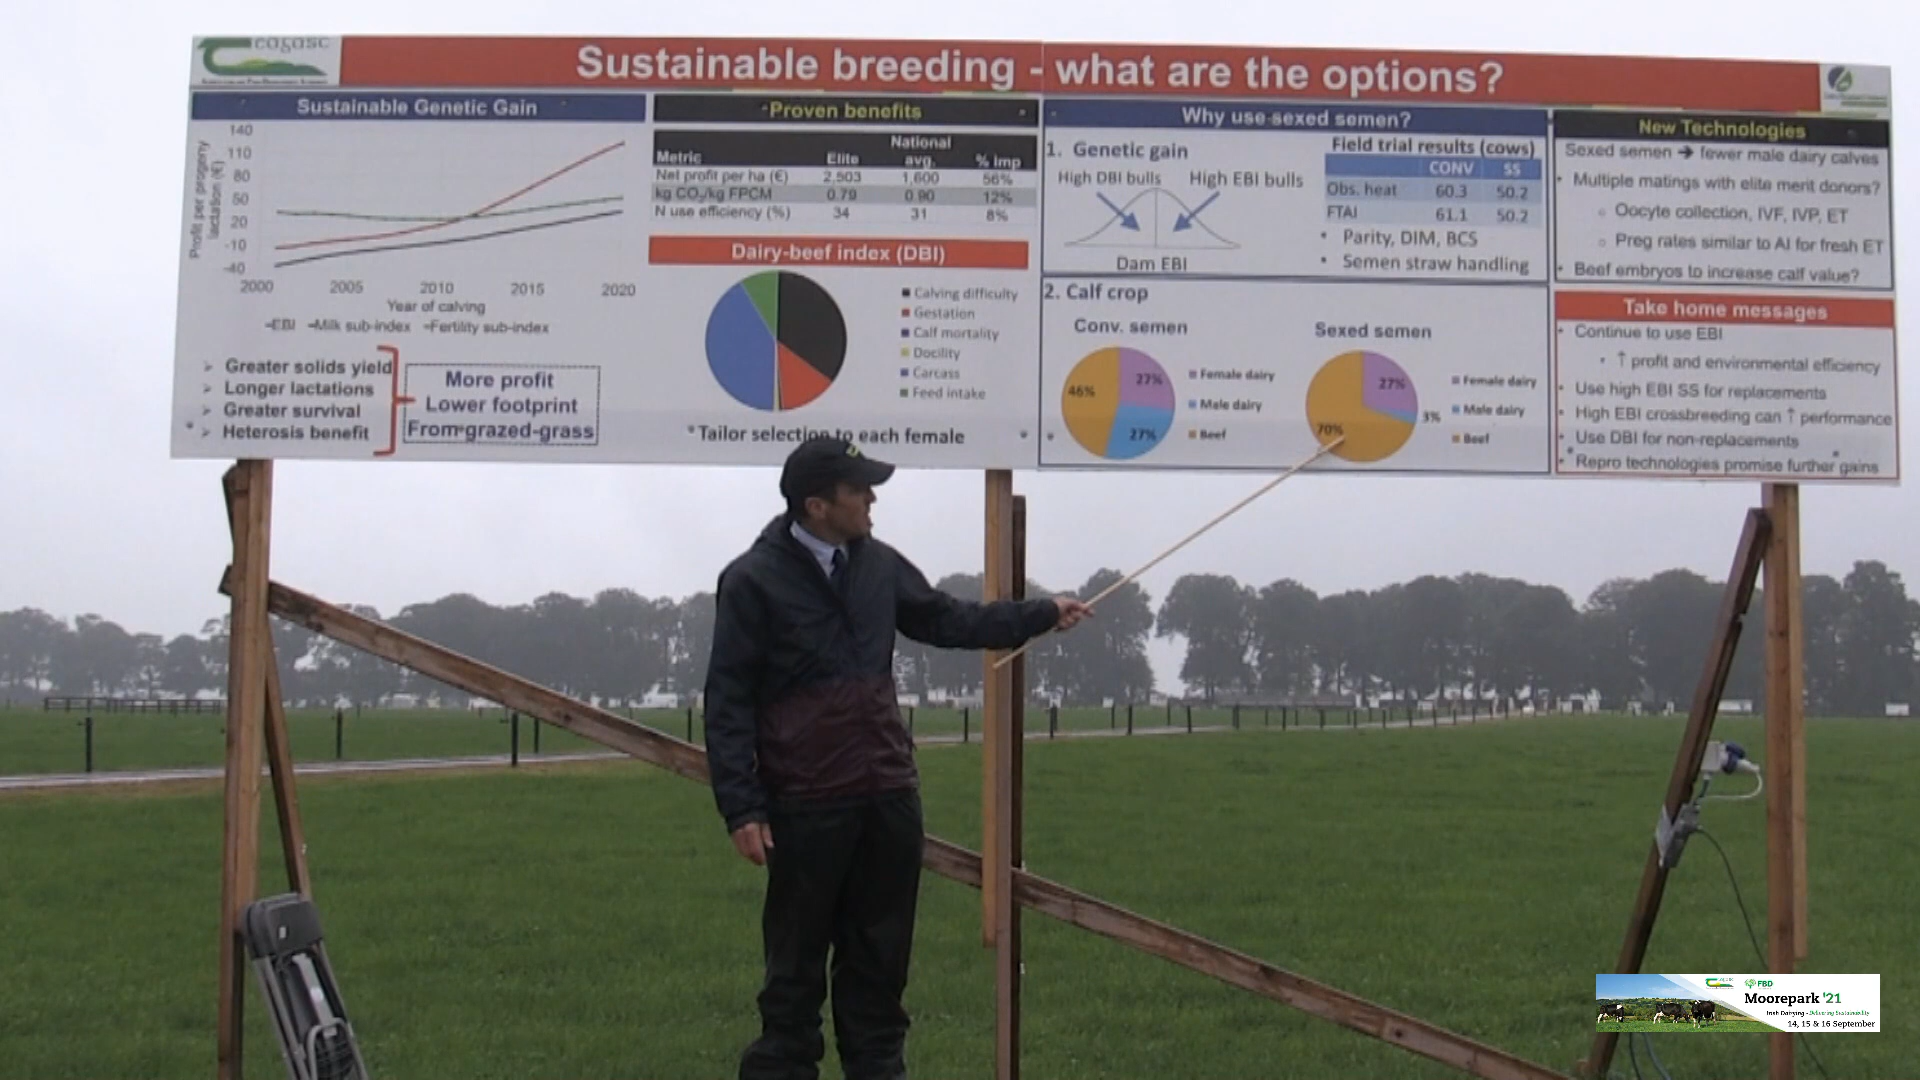 Teagasc
Sustainable breeding - what are the options?
Sustainable Genetic Gain
Profit per progeny
lactation (€)
140
110
80
50
20
-10
-40
2000 2005 2010 2015 2020
Year of calving
EBI Milk sub-index Fertility sub-index
Greater solids yield
Longer lactations
Greater survival
Heterosis benefit
More profit
Lower footprint
From grazed-grass
Proven benefits
Metric Elite National avg. % Imp
Net profit per ha (€) 2,503 1,600 56%
kg CO₂/kg FPCM 0.79 0.90 12%
N use efficiency (%) 34 31 8%
Dairy-beef index (DBI)
Calving difficulty
Gestation
Calf mortality
Docility
Carcass
Feed intake
Tailor selection to each female
Why use sexed semen?
1. Genetic gain
High DBI bulls High EBI bulls
Dam EBI
Field trial results (cows)
CONV SS
Obs. heat 60.3 50.2
FTAI 61.1 50.2
• Parity, DIM, BCS
• Semen straw handling
2. Calf crop
Conv. semen
46%
27%
27%
Female dairy
Male dairy
Beef
Sexed semen
27%
3%
70%
Female dairy
Male dairy
Beef
New Technologies
Sexed semen → fewer male dairy calves
• Multiple matings with elite merit donors?
○ Oocyte collection, IVF, IVP, ET
○ Preg rates similar to AI for fresh ET
• Beef embryos to increase calf value?
Take home messages
• Continue to use EBI
• ↑ profit and environmental efficiency
• Use high EBI SS for replacements
• High EBI crossbreeding can ↑ performance
• Use DBI for non-replacements
• Repro technologies promise further gains
FBD
Moorepark '21
Irish Dairying - Delivering Sustainability
14, 15 & 16 September